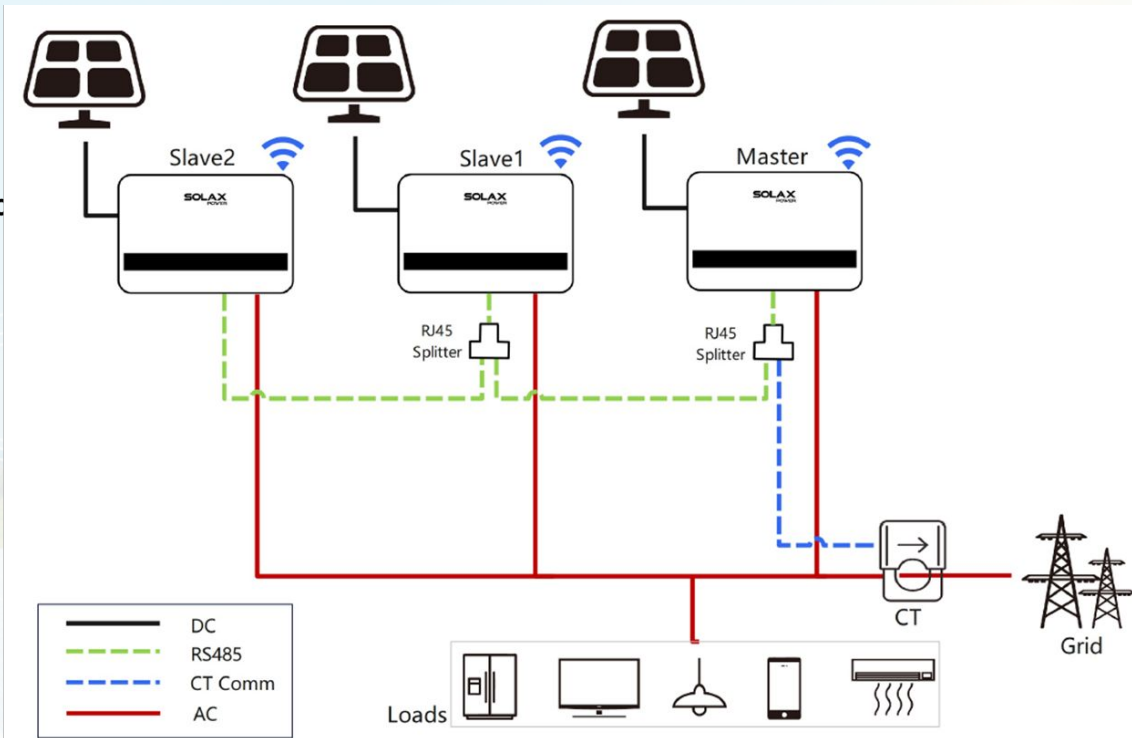 Slave2
Slave1
Master
SOLAX
POWER
SOLAX
POWER
SOLAX
POWER
RJ45
Splitter
RJ45
Splitter
CT
Grid
DC
RS485
CT Comm
AC
Loads